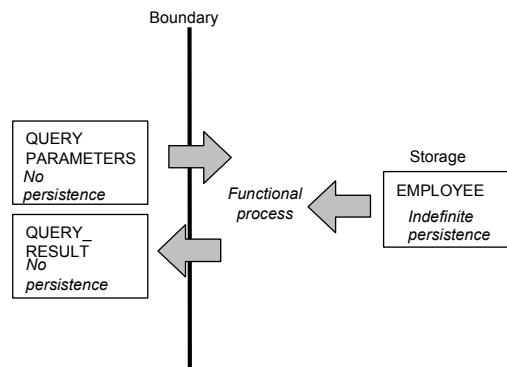 Boundary
QUERY
PARAMETERS
No
persistence
QUERY_
RESULT
No
persistence
Functional
process
Storage
EMPLOYEE
Indefinite
persistence